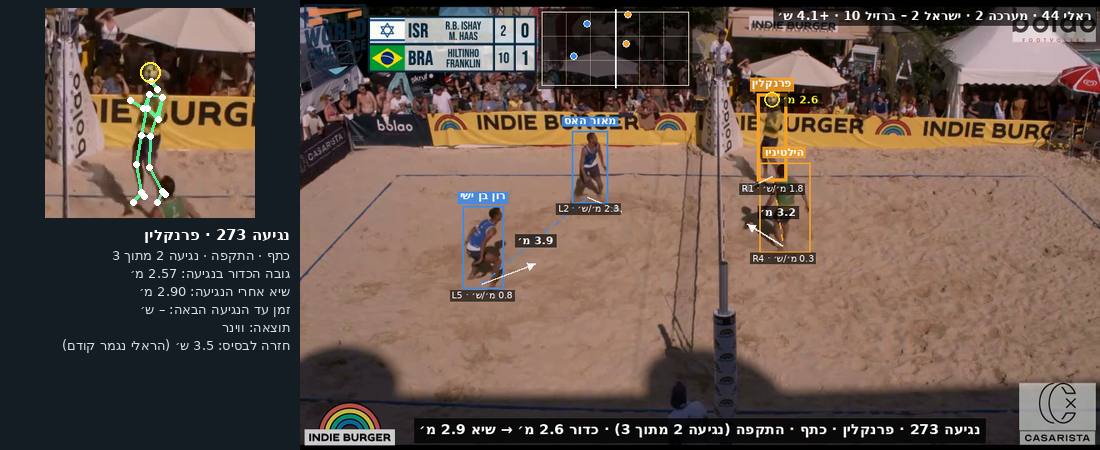 נגיעה 273 · פרנקלין
כתף · התקפה · נגיעה 2 מתוך 3
גובה הכדור בנגיעה: 2.57 מ׳
שיא אחרי הנגיעה: 2.90 מ׳
זמן עד הנגיעה הבאה: – ש׳
תוצאה: ווינר
חזרה לבסיס: 3.5 ש׳ (הראלי נגמר קודם)
ראלי 44 · מערכה 2 · ישראל 2 – ברזיל 10 · +4.1 ש׳
ISR R.B. ISHAY M. HAAS 2 0
BRA HILTINHO FRANKLIN 10 1
INDIE BURGER
bolao
FOOTVOLLEY
פרנקלין
2.6 מ׳
INDIE BURGER
bolao
CASARISTA
מאור האס
הילטיניו
R1 · 1.8 מ׳/ש׳
רון בן ישי
L2 · 2.3 מ׳/ש׳
3.2 מ׳
3.9 מ׳
R4 · 0.3 מ׳/ש׳
L5 · 0.8 מ׳/ש׳
INDIE BURGER
נגיעה 273 · פרנקלין · כתף · התקפה (נגיעה 2 מתוך 3) · כדור 2.6 מ׳ → שיא 2.9 מ׳
CASARISTA